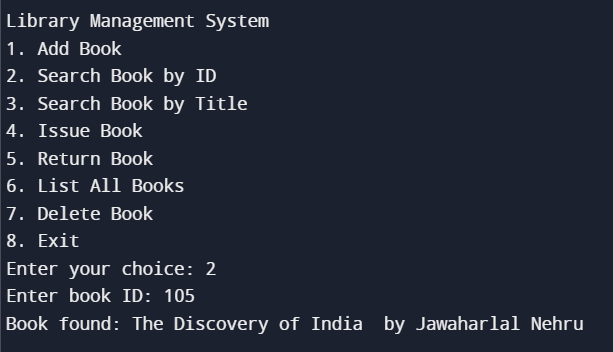 Library Management System
1. Add Book
2. Search Book by ID
3. Search Book by Title
4. Issue Book
5. Return Book
6. List All Books
7. Delete Book
8. Exit
Enter your choice: 2
Enter book ID: 105
Book found: The Discovery of India  by Jawaharlal Nehru